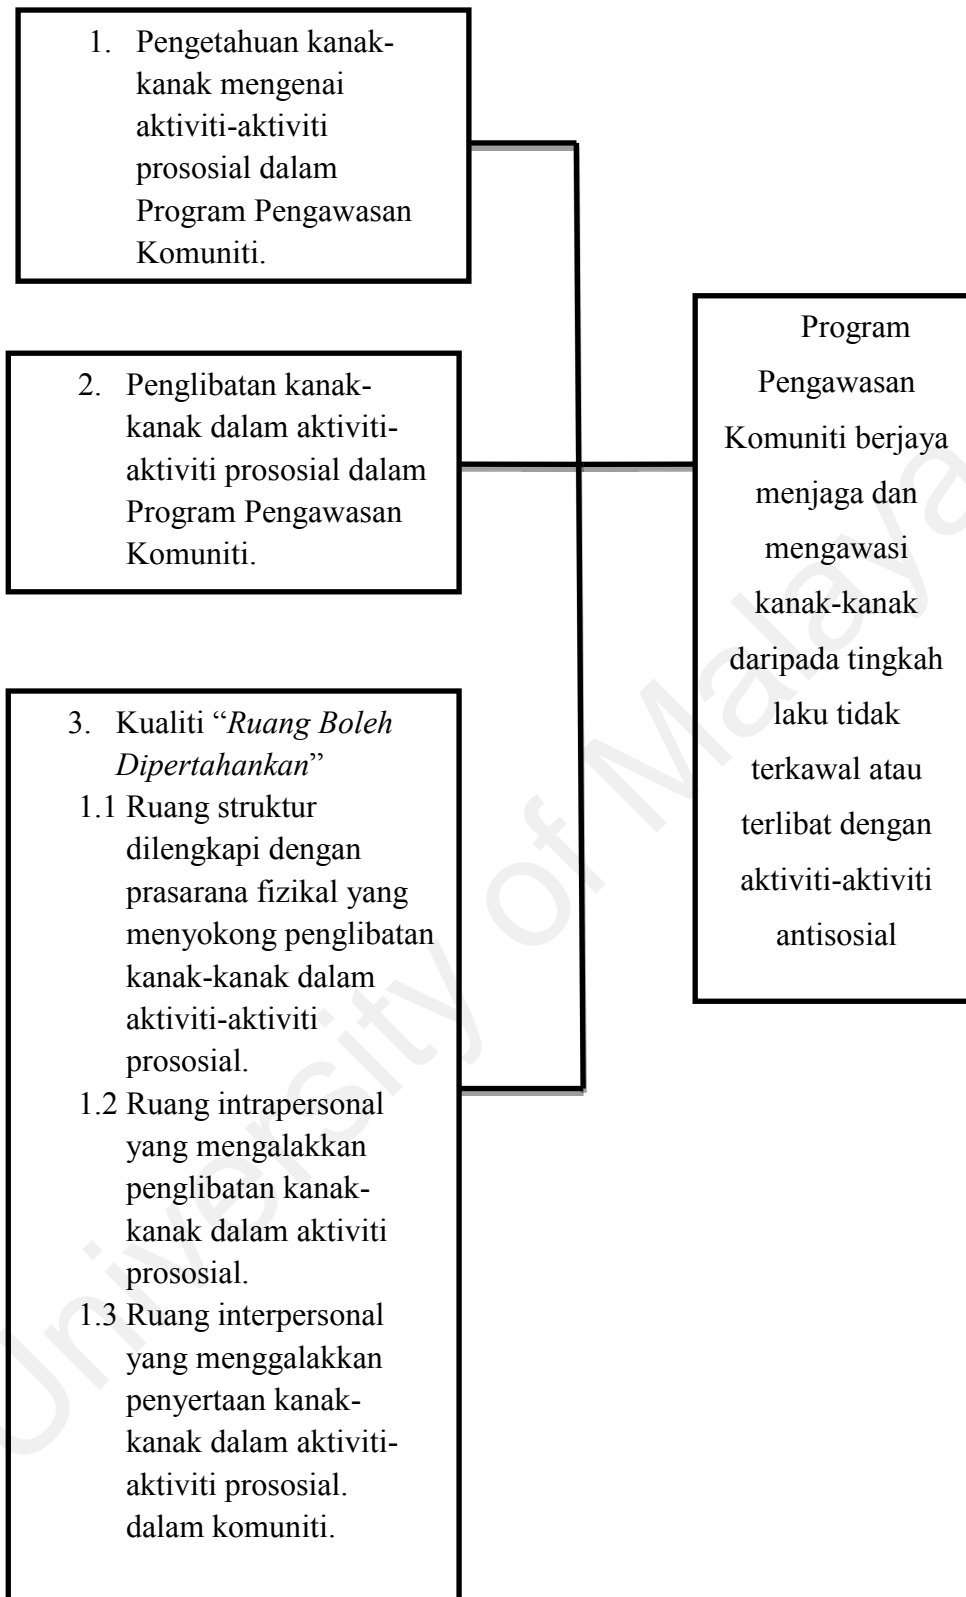 1. Pengetahuan kanak-
kanak mengenai
aktiviti-aktiviti
prososial dalam
Program Pengawasan
Komuniti.
2. Penglibatan kanak-
kanak dalam aktiviti-
aktiviti prososial dalam
Program Pengawasan
Komuniti.
3. Kualiti “Ruang Boleh
Dipertahankan”
1.1 Ruang struktur
dilengkapi dengan
prasarana fizikal yang
menyokong penglibatan
kanak-kanak dalam
aktiviti-aktiviti
prososial.
1.2 Ruang intrapersonal
yang mengalakkan
penglibatan kanak-
kanak dalam aktiviti
prososial.
1.3 Ruang interpersonal
yang menggalakkan
penyertaan kanak-
kanak dalam aktiviti-
aktiviti prososial.
dalam komuniti.
Program
Pengawasan
Komuniti berjaya
menjaga dan
mengawasi
kanak-kanak
daripada tingkah
laku tidak
terkawal atau
terlibat dengan
aktiviti-aktiviti
antisosial
University of Malaya